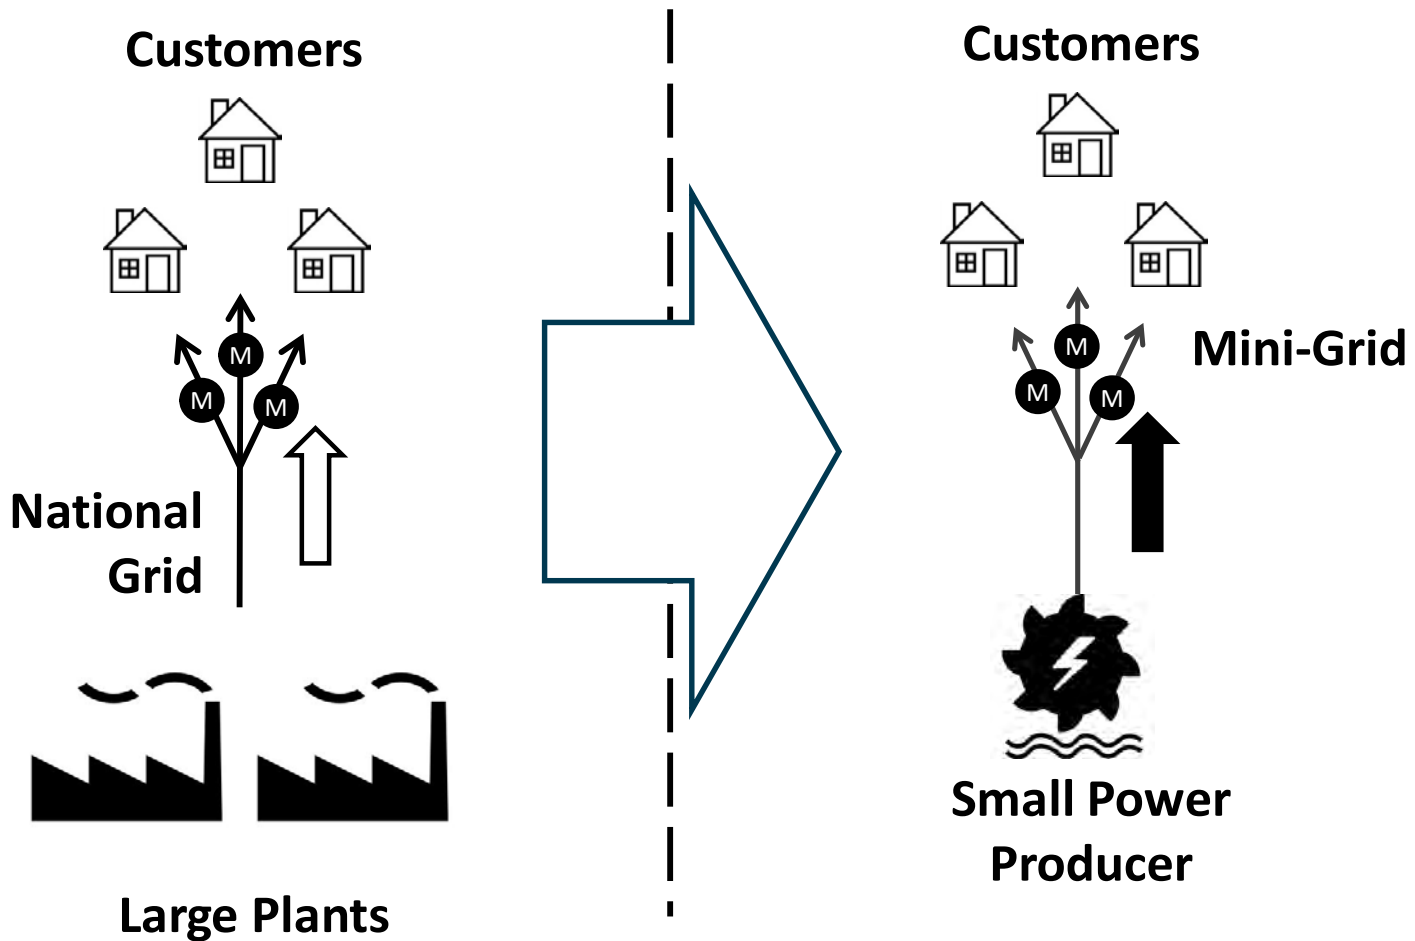 Customers
M
M
M
National
Grid
Large Plants
Customers
M
M
M
Mini-Grid
Small Power
Producer